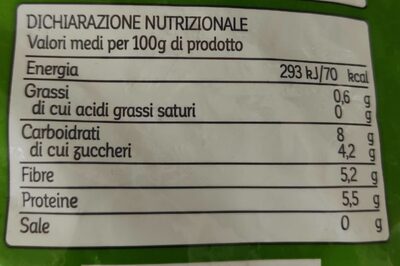 DICHIARAZIONE NUTRIZIONALE
Valori medi per 100g di prodotto
Energia 293 kJ/70 kcal
Grassi 0,6 g
di cui acidi grassi saturi 0 g
Carboidrati 8 g
di cui zuccheri 4,2 g
Fibre 5,2 g
Proteine 5,5 g
Sale 0 g